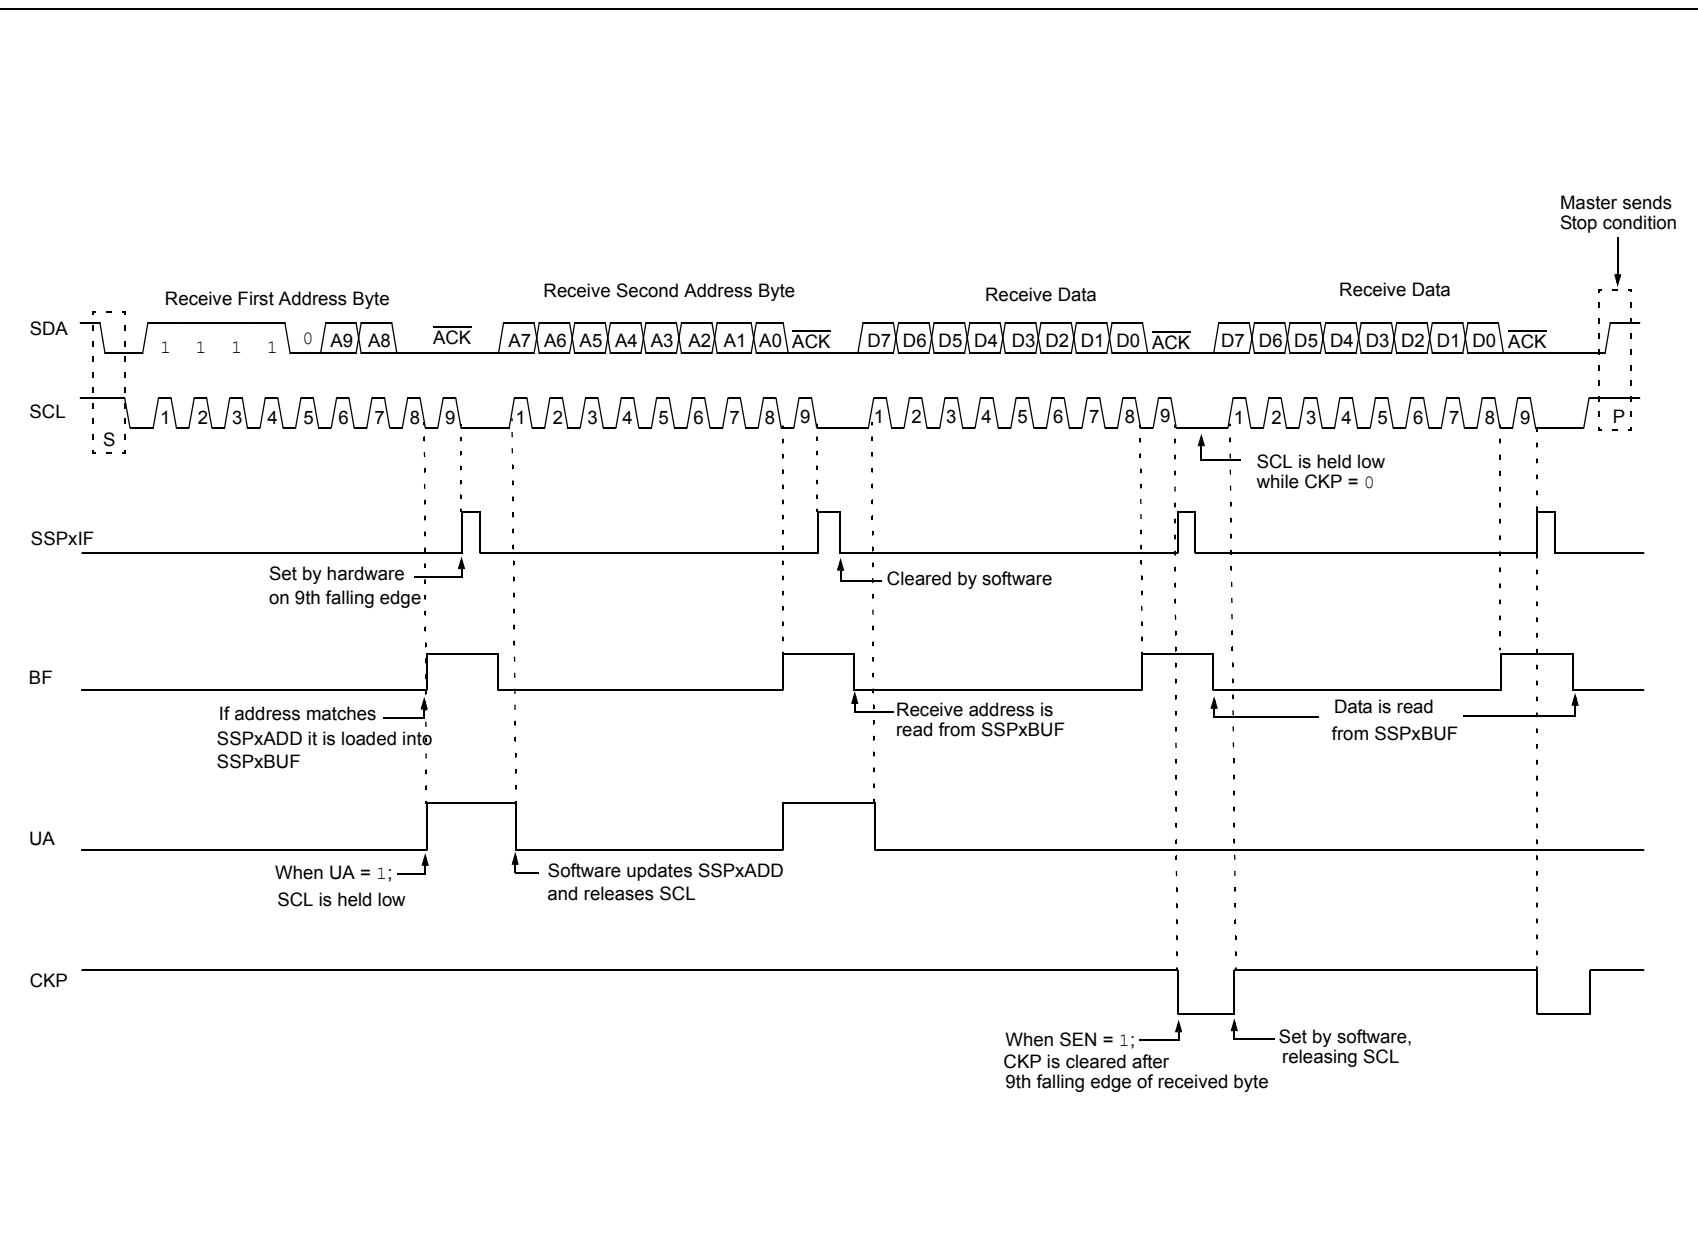 Master sends
Stop condition
Receive First Address Byte
Receive Second Address Byte
Receive Data
Receive Data
SDA
1 1 1 1 0 A9 A8 ACK A7 A6 A5 A4 A3 A2 A1 A0 ACK D7 D6 D5 D4 D3 D2 D1 D0 ACK D7 D6 D5 D4 D3 D2 D1 D0 ACK
SCL
1 2 3 4 5 6 7 8 9 1 2 3 4 5 6 7 8 9 1 2 3 4 5 6 7 8 9 1 2 3 4 5 6 7 8 9 P
S
SCL is held low
while CKP = 0
SSPxIF
Set by hardware
on 9th falling edge
Cleared by software
BF
If address matches
SSPxADD it is loaded into
SSPxBUF
Receive address is
read from SSPxBUF
Data is read
from SSPxBUF
UA
When UA = 1;
SCL is held low
Software updates SSPxADD
and releases SCL
CKP
When SEN = 1;
CKP is cleared after
9th falling edge of received byte
Set by software,
releasing SCL